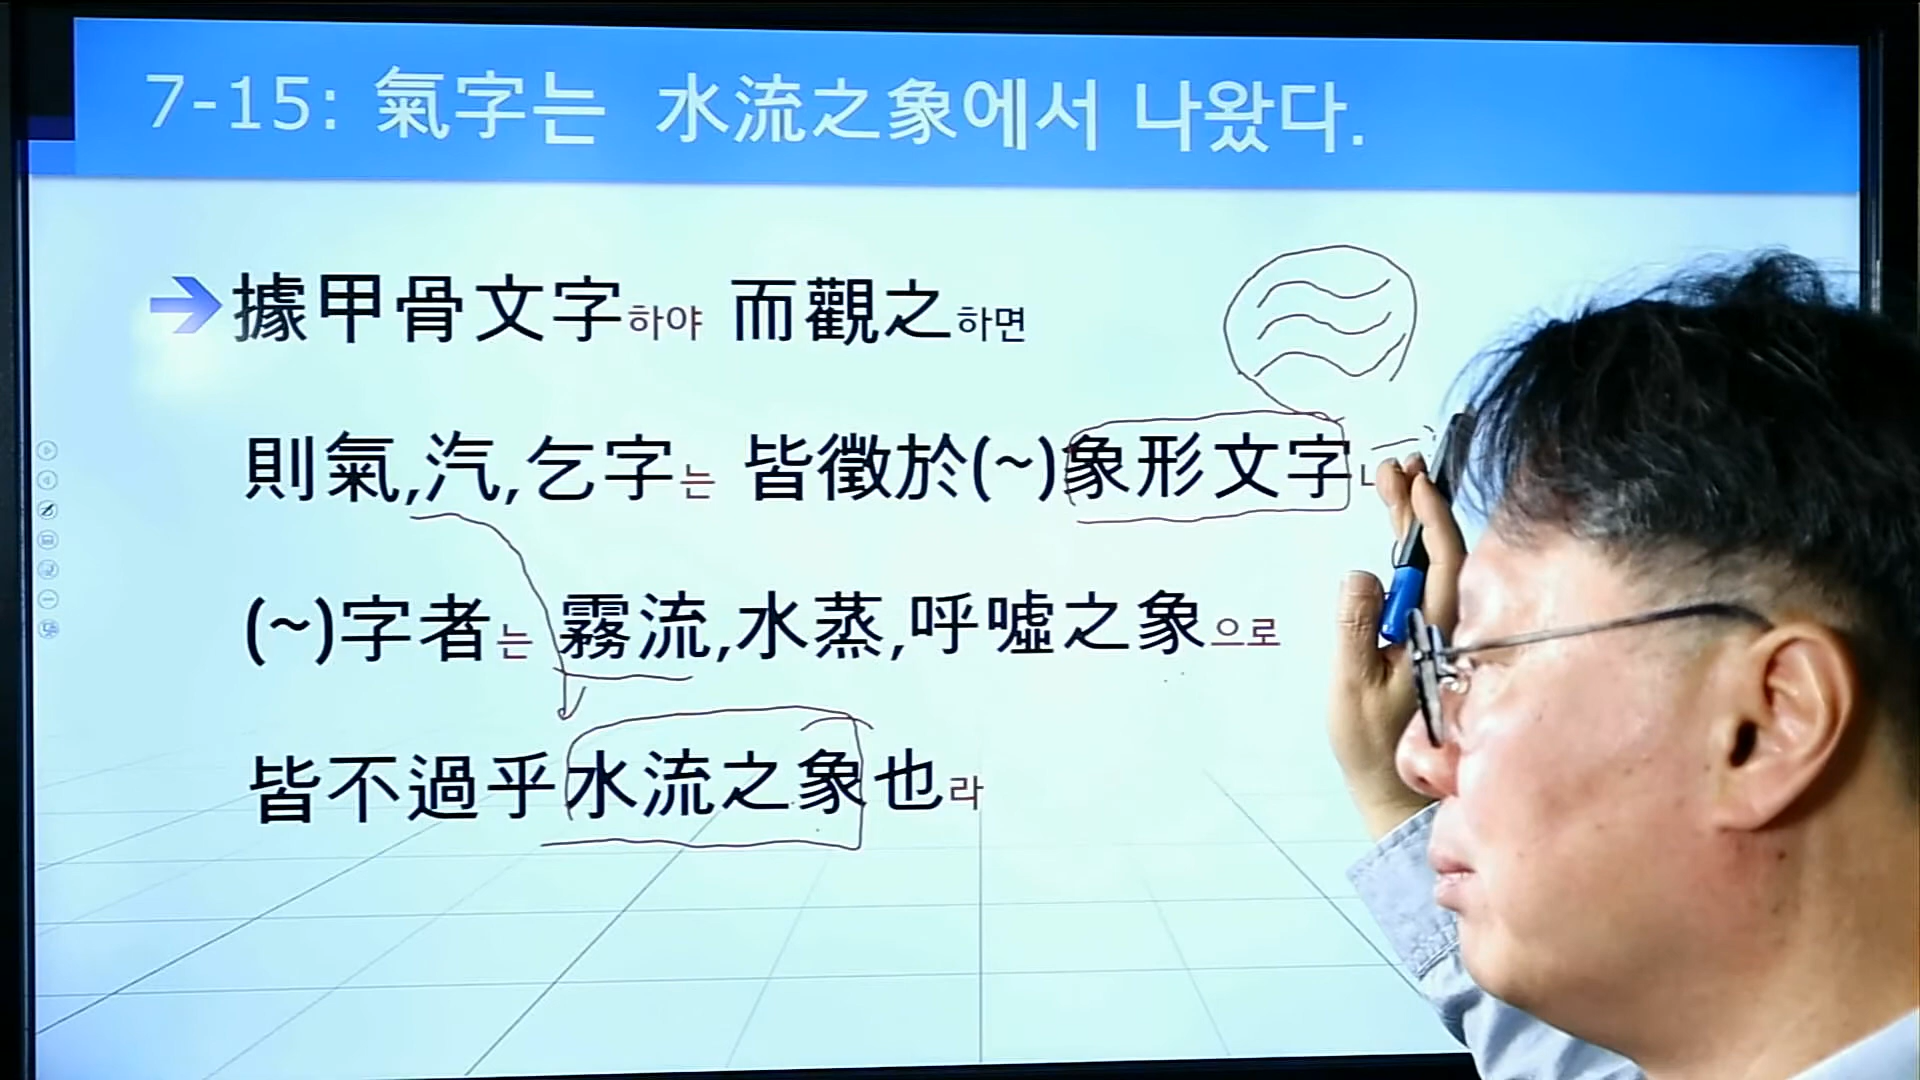 7-15: 氣字는 水流之象에서 나왔다.
據甲骨文字하야 而觀之하면
則氣,汽,乞字는 皆徵於(~)象形文字
(~)字者는 霧流,水蒸,呼噓之象으로
皆不過乎水流之象也라